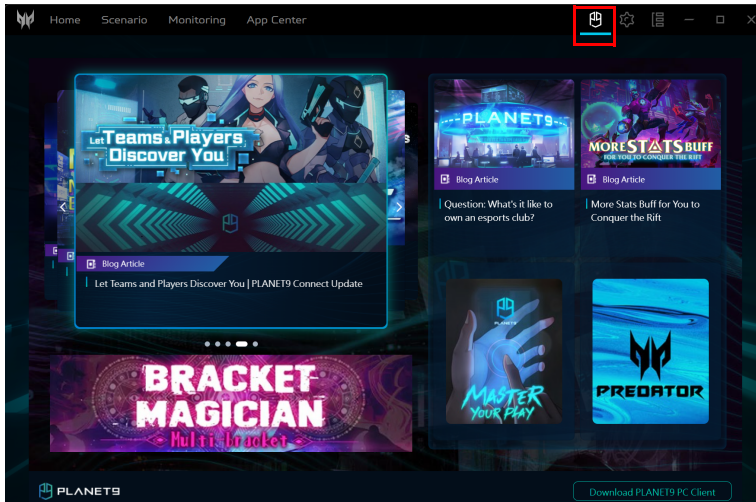 Home Scenario Monitoring App Center
Let Teams & Players
Discover You
Blog Article
Let Teams and Players Discover You | PLANET9 Connect Update
PLANET9
Blog Article
Question: What's it like to
own an esports club?
MORE STATS BUFF
FOR YOU TO CONQUER THE RIFT
Blog Article
More Stats Buff for You to
Conquer the Rift
BRACKET
MAGICIAN
Multi bracket
PLANET9
MASTER
YOUR PLAY
PREDATOR
PLANET9
Download PLANET9 PC Client